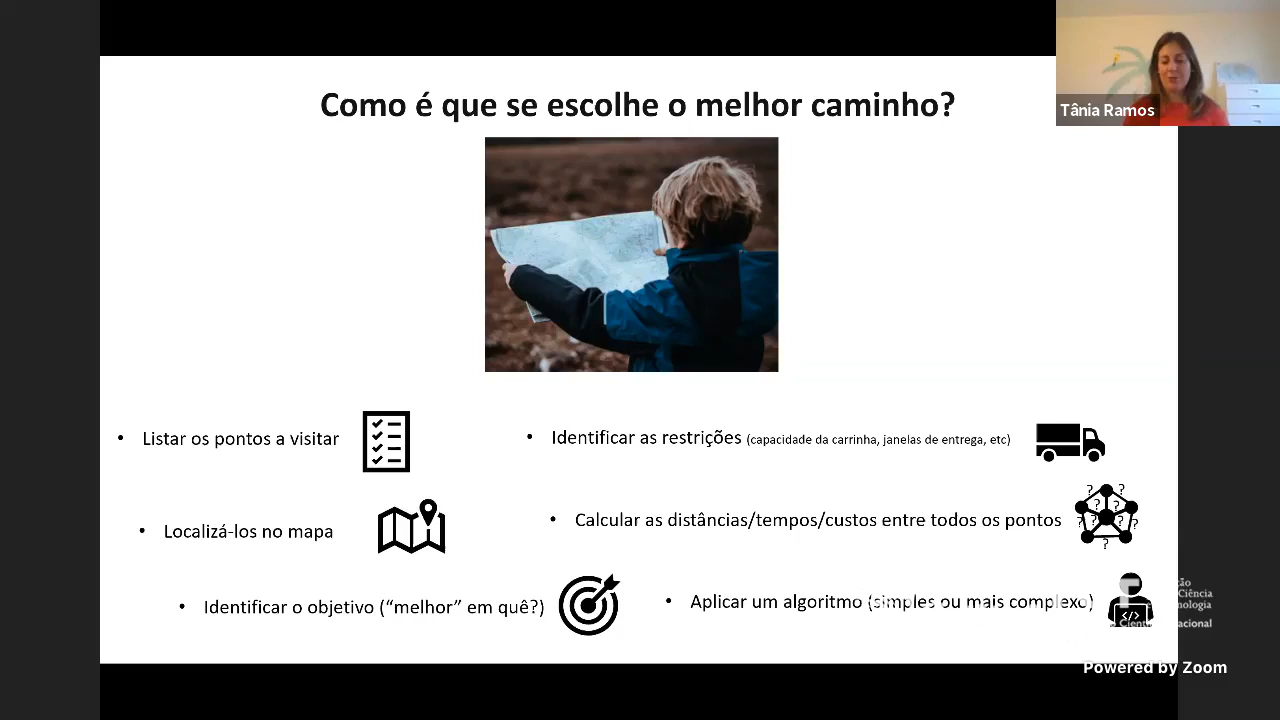 Como é que se escolhe o melhor caminho?
Tânia Ramos
• Listar os pontos a visitar
• Localizá-los no mapa
• Identificar o objetivo (“melhor” em quê?)
• Identificar as restrições (capacidade da carrinha, janelas de entrega, etc)
• Calcular as distâncias/tempos/custos entre todos os pontos
? ? ? ? ? ? ? ? ? ?
• Aplicar um algoritmo (simples ou mais complexo)
</>
Powered by Zoom